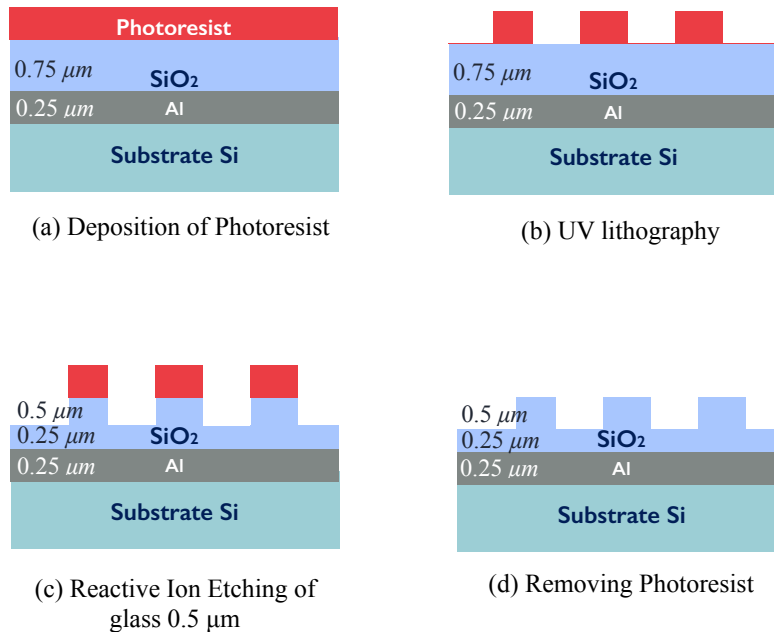 Photoresist
0.75 μm
SiO₂
0.25 μm Al
Substrate Si
(a) Deposition of Photoresist
0.75 μm
SiO₂
0.25 μm Al
Substrate Si
(b) UV lithography
0.5 μm
0.25 μm SiO₂
0.25 μm Al
Substrate Si
(c) Reactive Ion Etching of
glass 0.5 μm
0.5 μm
0.25 μm SiO₂
0.25 μm Al
Substrate Si
(d) Removing Photoresist